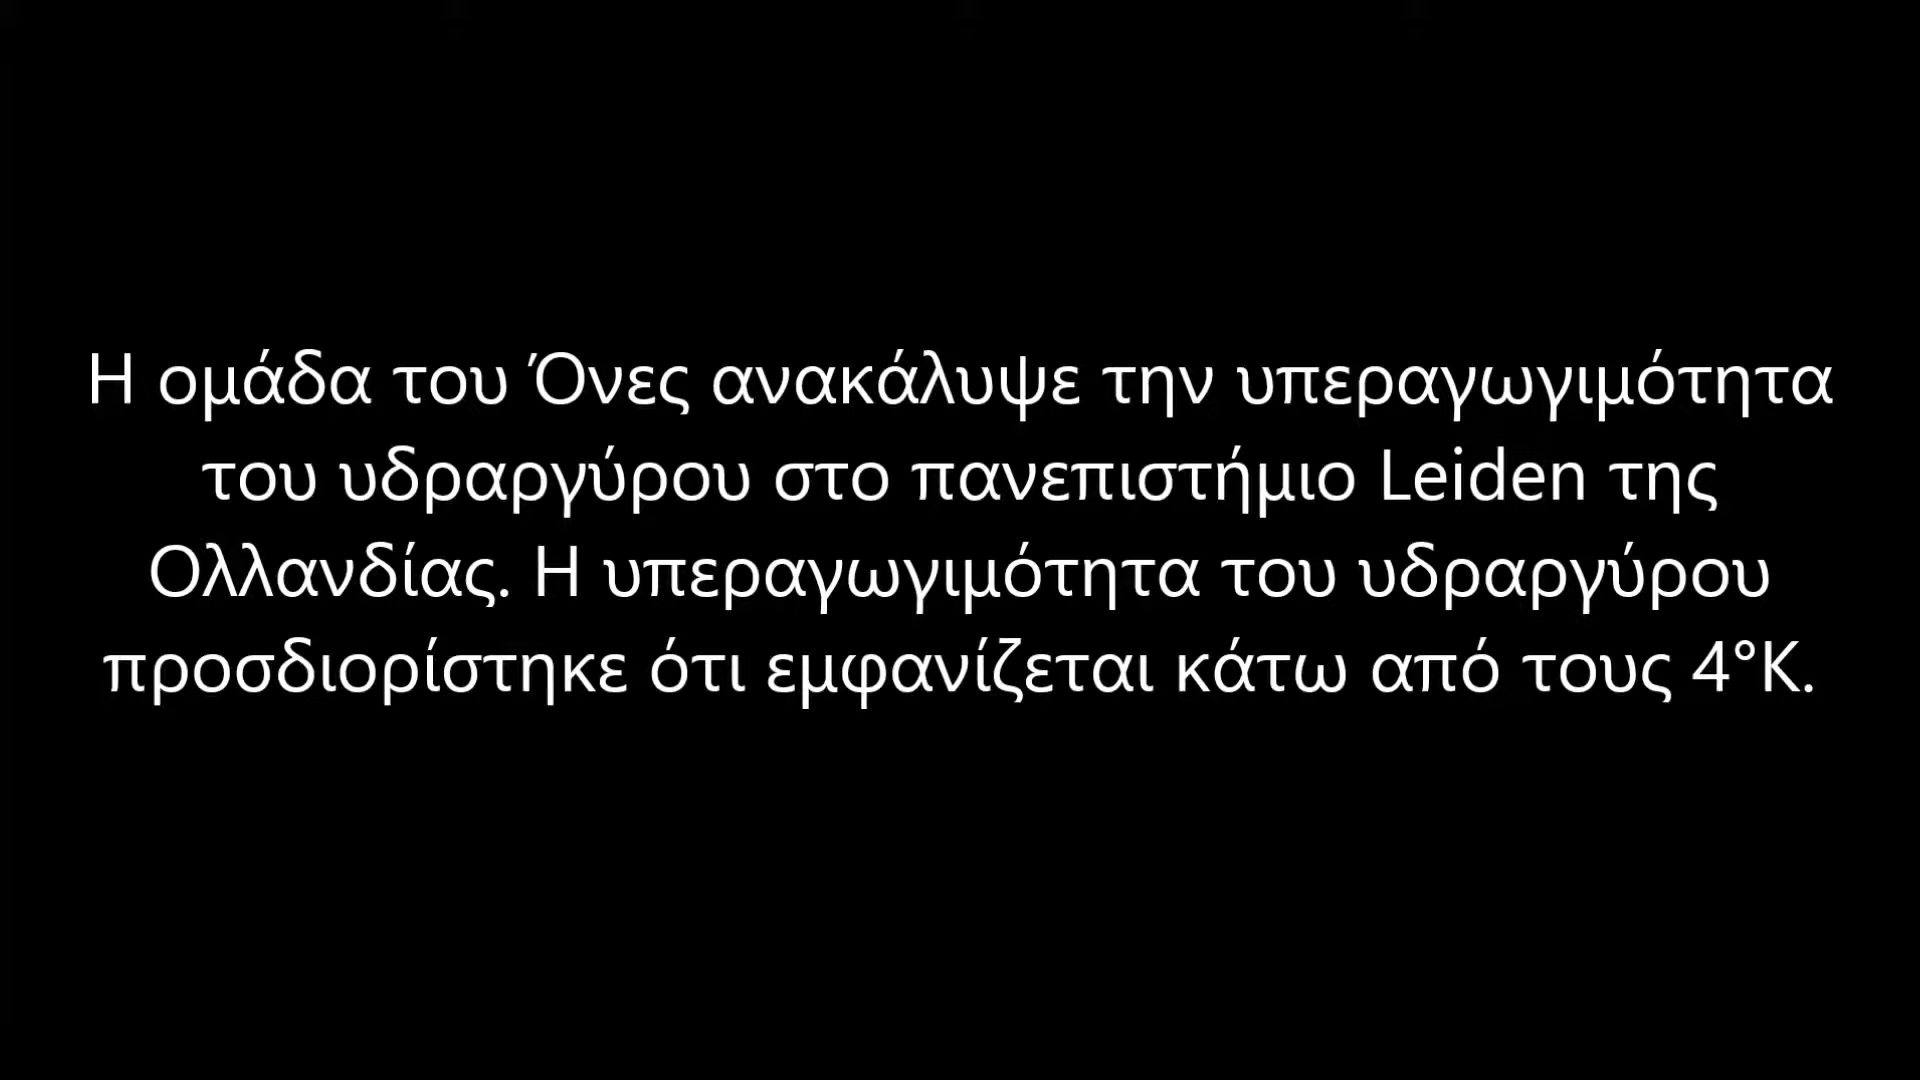 Η ομάδα του Όνες ανακάλυψε την υπεραγωγιμότητα
του υδραργύρου στο πανεπιστήμιο Leiden της
Ολλανδίας. Η υπεραγωγιμότητα του υδραργύρου
προσδιορίστηκε ότι εμφανίζεται κάτω από τους 4°Κ.